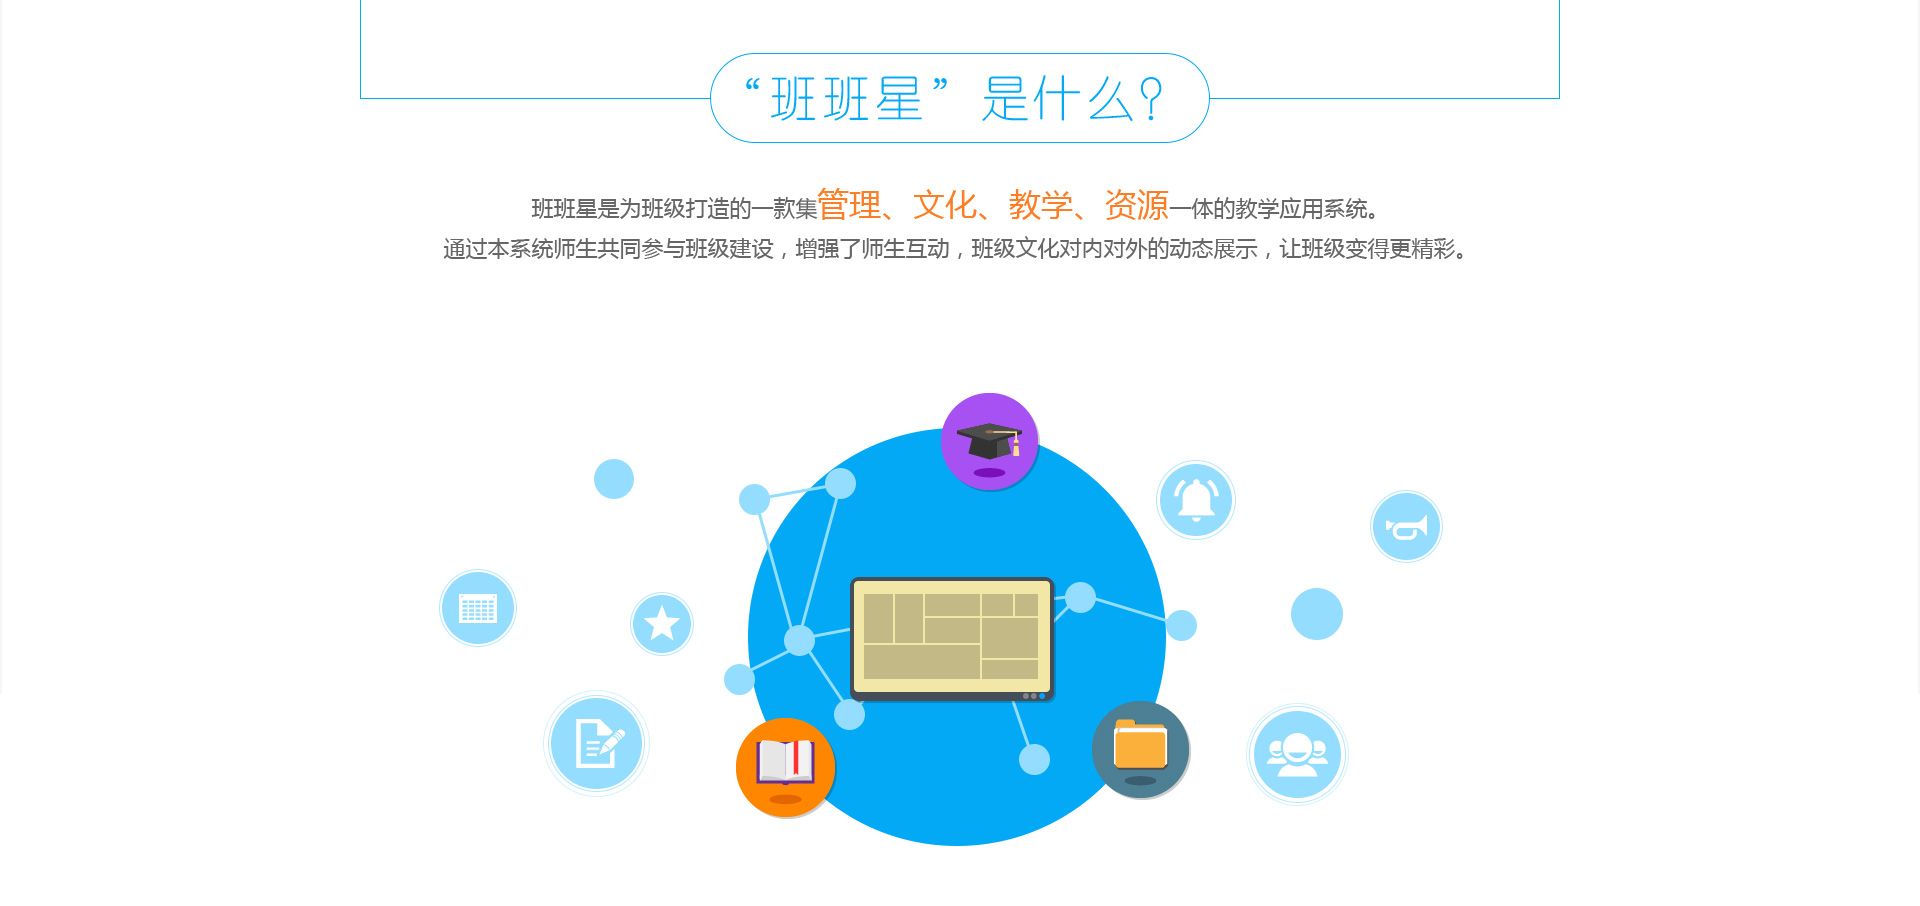 “班班星”是什么?
班班星是为班级打造的一款集管理、文化、教学、资源一体的教学应用系统。
通过本系统师生共同参与班级建设，增强了师生互动，班级文化对内对外的动态展示，让班级变得更精彩。